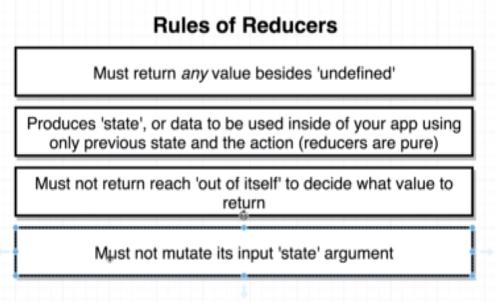 Rules of Reducers
Must return any value besides 'undefined'
Produces 'state', or data to be used inside of your app using
only previous state and the action (reducers are pure)
Must not return reach 'out of itself' to decide what value to
return
Must not mutate its input 'state' argument